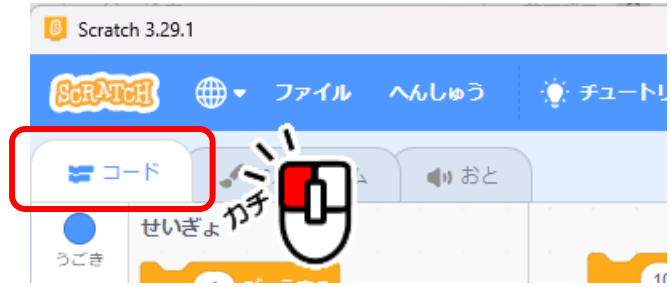 Scratch 3.29.1
SCRATCH ファイル へんしゅう チュートリ
コード おと
カチ
せいぎょ
うごき
10